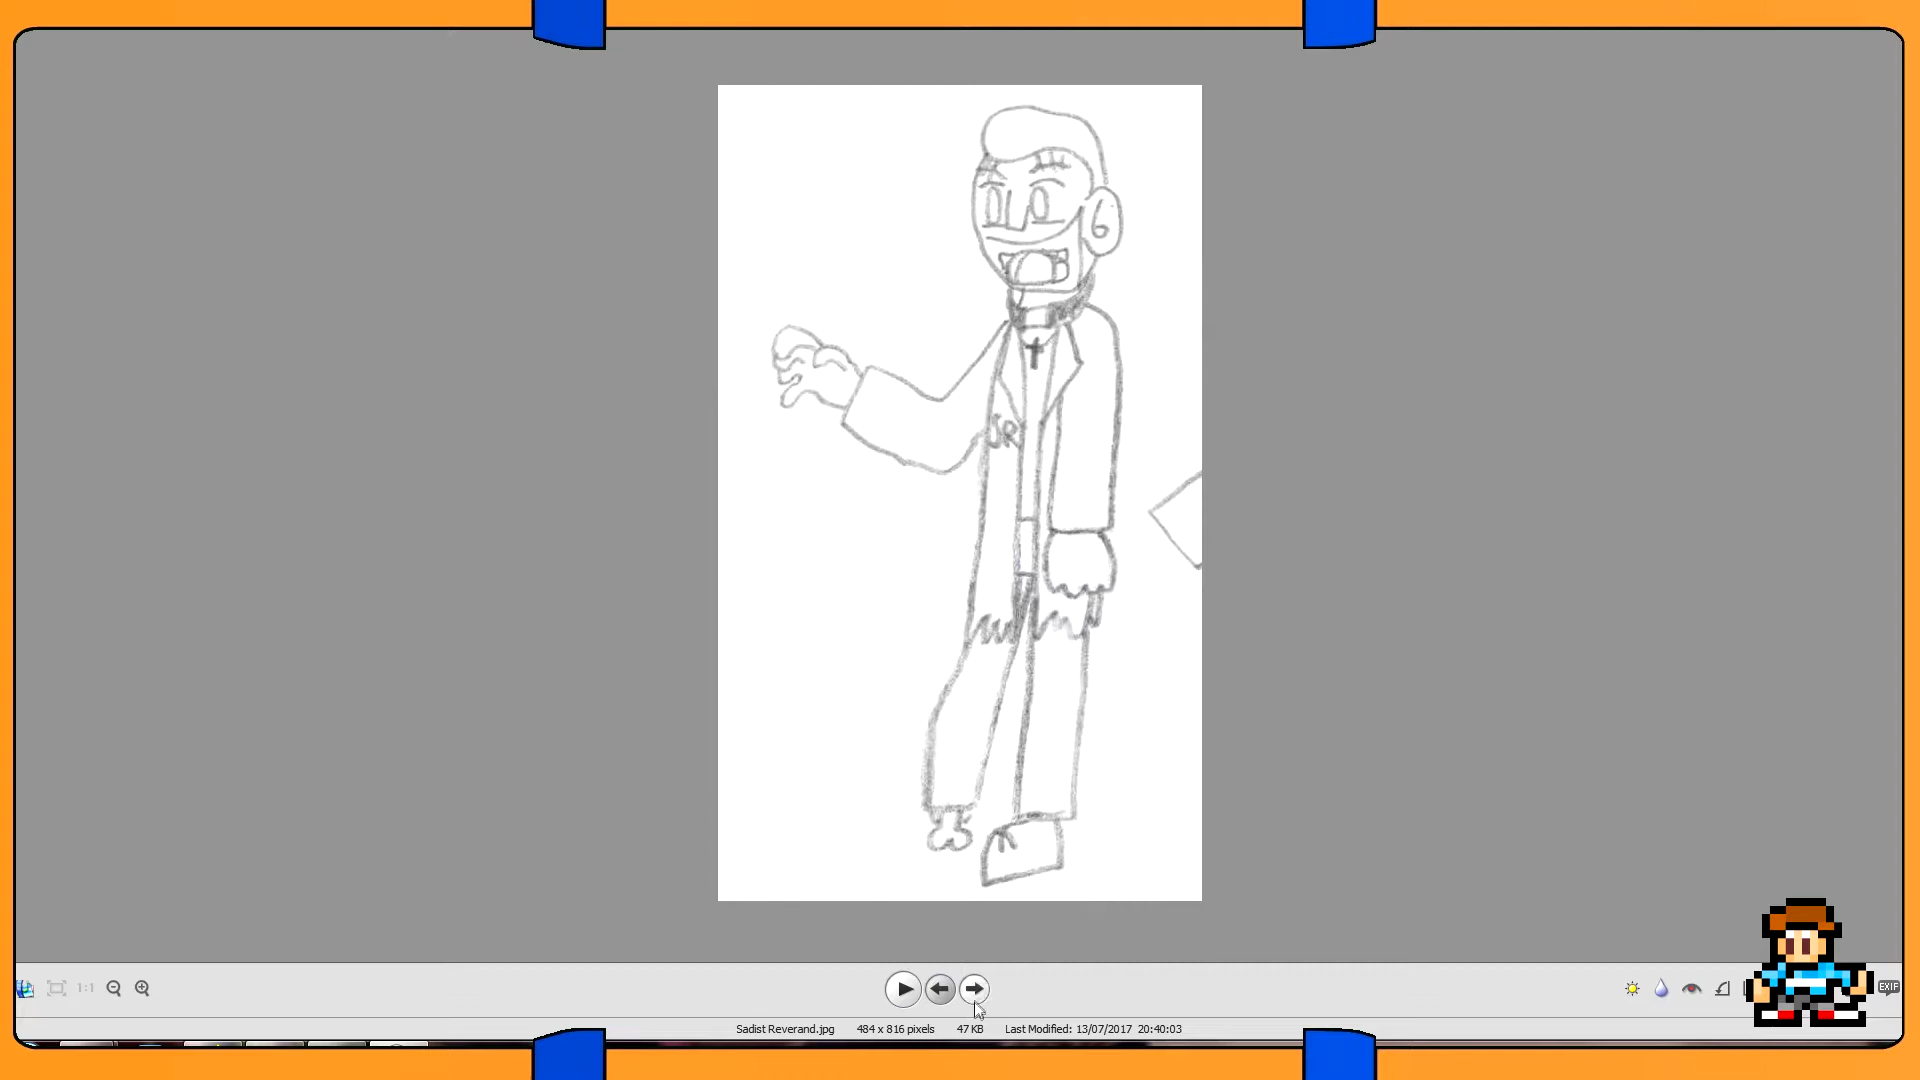 SR
1:1
EXIF
Sadist Reverand.jpg 484 x 816 pixels 47 KB Last Modified: 13/07/2017 20:40:03